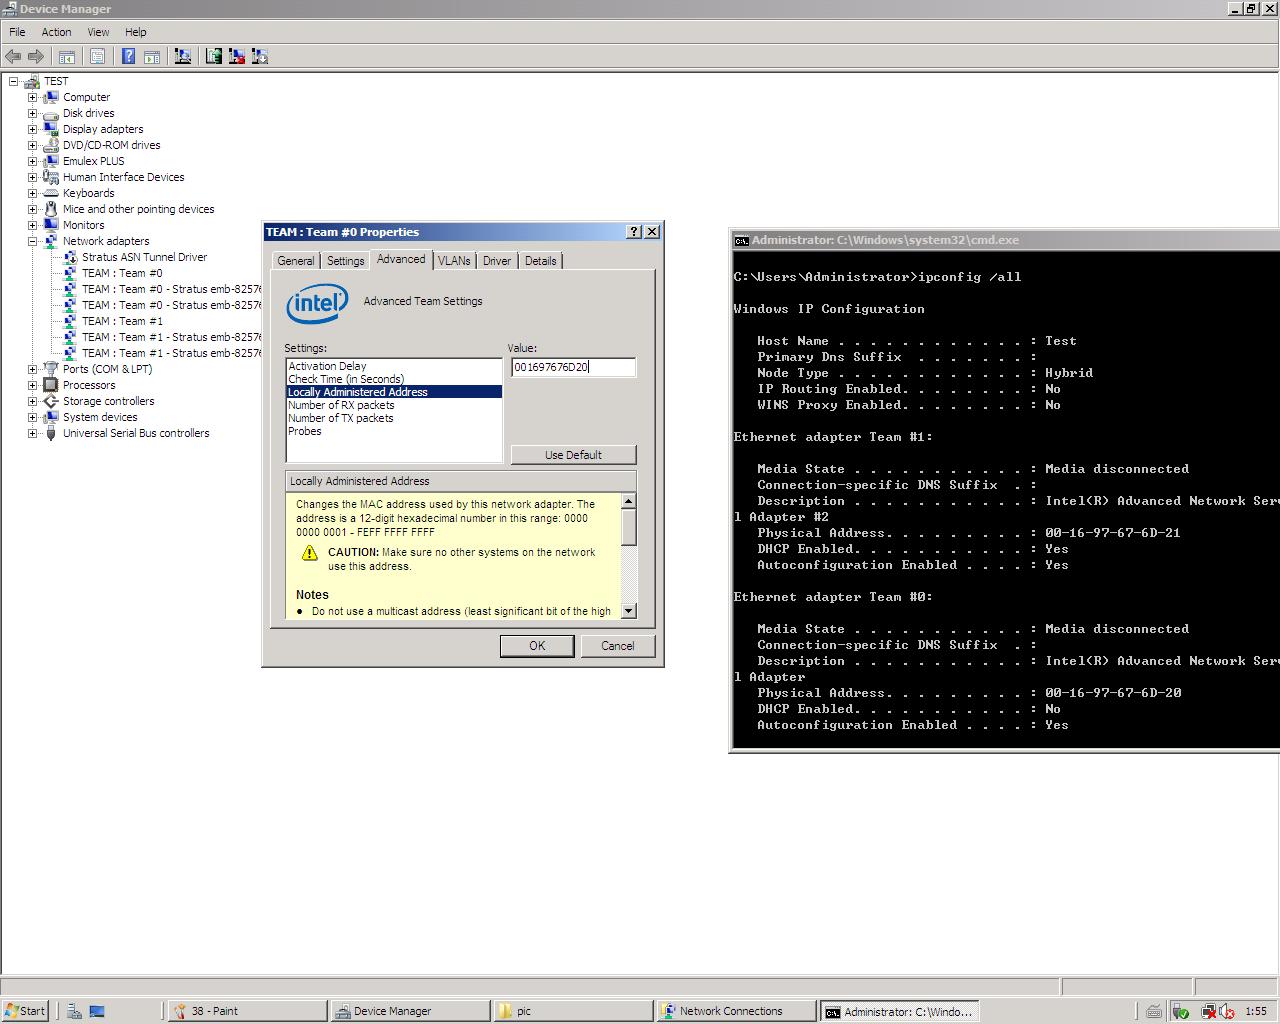 Device Manager
File Action View Help
TEST
Computer
Disk drives
Display adapters
DVD/CD-ROM drives
Emulex PLUS
Human Interface Devices
Keyboards
Mice and other pointing devices
Monitors
Network adapters
Stratus ASN Tunnel Driver
TEAM : Team #0
TEAM : Team #0 - Stratus emb-82576
TEAM : Team #0 - Stratus emb-82576
TEAM : Team #1
TEAM : Team #1 - Stratus emb-82576
TEAM : Team #1 - Stratus emb-82576
Ports (COM & LPT)
Processors
Storage controllers
System devices
Universal Serial Bus controllers
TEAM : Team #0 Properties
General Settings Advanced VLANs Driver Details
intel Advanced Team Settings
Settings: Value:
Activation Delay
Check Time (in Seconds)
Locally Administered Address
Number of RX packets
Number of TX packets
Probes
001697676D20
Use Default
Locally Administered Address
Changes the MAC address used by this network adapter. The
address is a 12-digit hexadecimal number in this range: 0000
0000 0001 - FEFF FFFF FFFF
CAUTION: Make sure no other systems on the network
use this address.
Notes
● Do not use a multicast address (least significant bit of the high
OK Cancel
Administrator: C:\Windows\system32\cmd.exe
C:\Users\Administrator>ipconfig /all
Windows IP Configuration
Host Name . . . . . . . . . . . . : Test
Primary Dns Suffix . . . . . . . :
Node Type . . . . . . . . . . . . : Hybrid
IP Routing Enabled. . . . . . . . : No
WINS Proxy Enabled. . . . . . . . : No
Ethernet adapter Team #1:
Media State . . . . . . . . . . . : Media disconnected
Connection-specific DNS Suffix . :
Description . . . . . . . . . . . : Intel(R) Advanced Network Ser
l Adapter #2
Physical Address. . . . . . . . . : 00-16-97-67-6D-21
DHCP Enabled. . . . . . . . . . . : Yes
Autoconfiguration Enabled . . . . : Yes
Ethernet adapter Team #0:
Media State . . . . . . . . . . . : Media disconnected
Connection-specific DNS Suffix . :
Description . . . . . . . . . . . : Intel(R) Advanced Network Ser
l Adapter
Physical Address. . . . . . . . . : 00-16-97-67-6D-20
DHCP Enabled. . . . . . . . . . . : No
Autoconfiguration Enabled . . . . : Yes
Start 38 - Paint Device Manager pic Network Connections Administrator: C:\Windo... 1:55